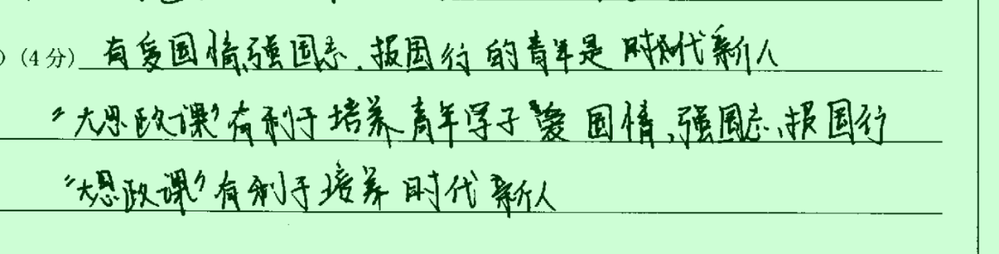 ）（4分） 有爱国情、强国志、报国行的青年是时代新人
“大思政课”有利于培养青年学子爱国情、强国志、报国行
“大思政课”有利于培养时代新人